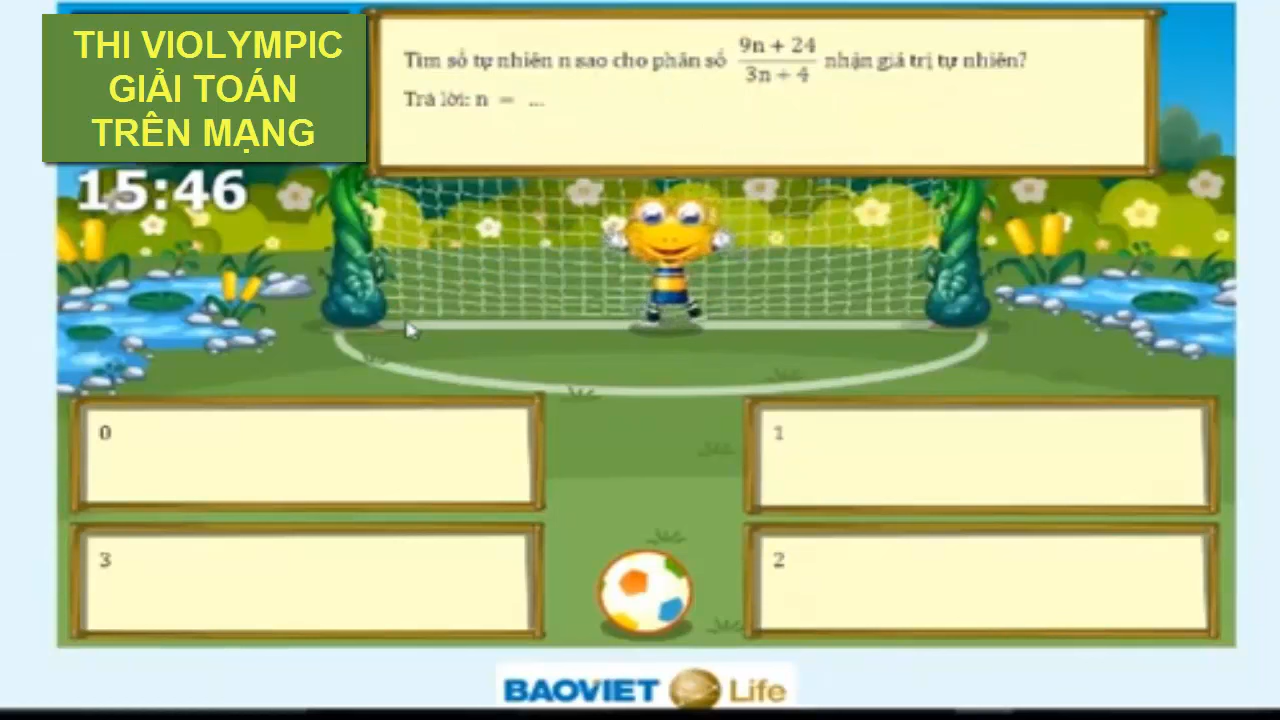 THI VIOLYMPIC
GIẢI TOÁN
TRÊN MẠNG
Tìm số tự nhiên n sao cho phân số (9n + 24)/(3n + 4) nhận giá trị tự nhiên?
Trả lời: n = ...
15:46
0
1
3
2
BAOVIET Life